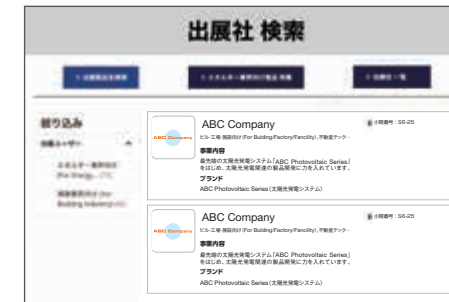 出展社 検索
絞り込み
ABC Company
ABC Company
小間番号：S6-25
ビル・工場・施設向け（For Buiding/Factory/Fancility）, 不動産テック…
事業内容
最先端の太陽光発電システム「ABC Photovoltaic Series」
をはじめ、太陽光発電関連の製品開発に力を入れています。
ブランド
ABC Photovoltaic Series（太陽光発電システム）
ABC Company
ABC Company
小間番号：S6-25
ビル・工場・施設向け（For Buiding/Factory/Fancility）, 不動産テック…
事業内容
最先端の太陽光発電システム「ABC Photovoltaic Series」
をはじめ、太陽光発電関連の製品開発に力を入れています。
ブランド
ABC Photovoltaic Series（太陽光発電システム）